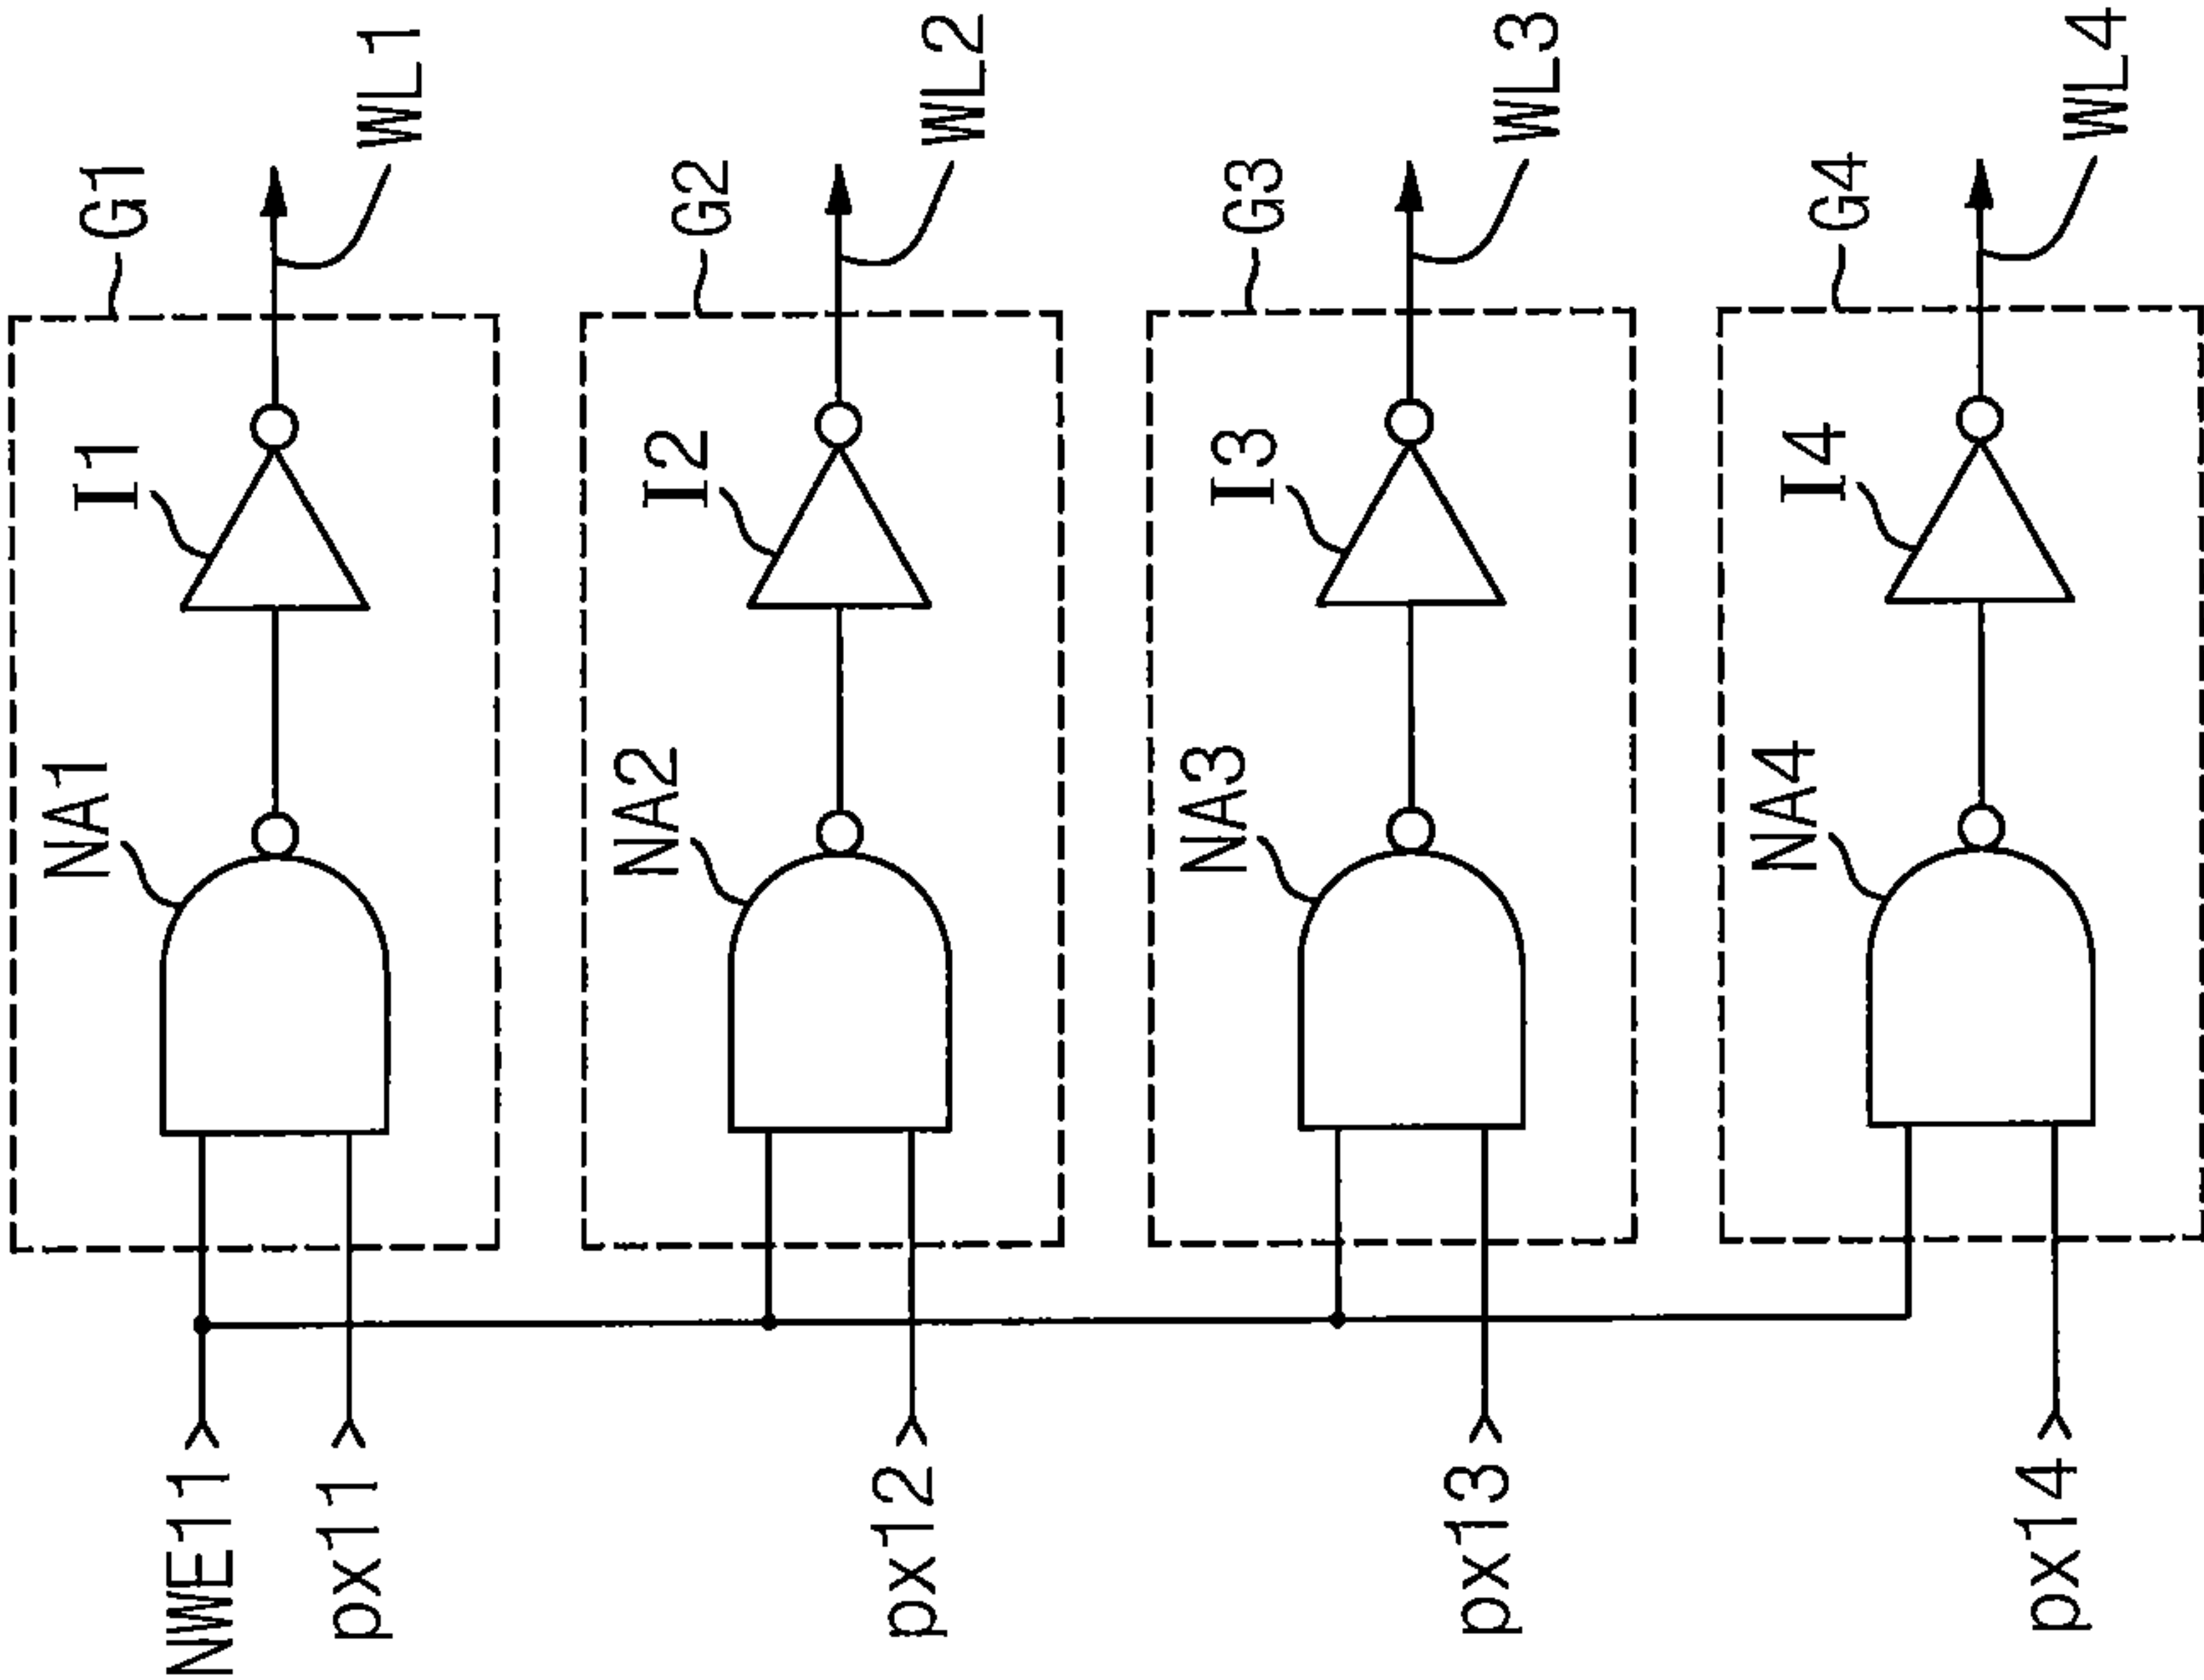 NWE11
px11
NA1
I1
G1
WL1
px12
NA2
I2
G2
WL2
px13
NA3
I3
G3
WL3
px14
NA4
I4
G4
WL4